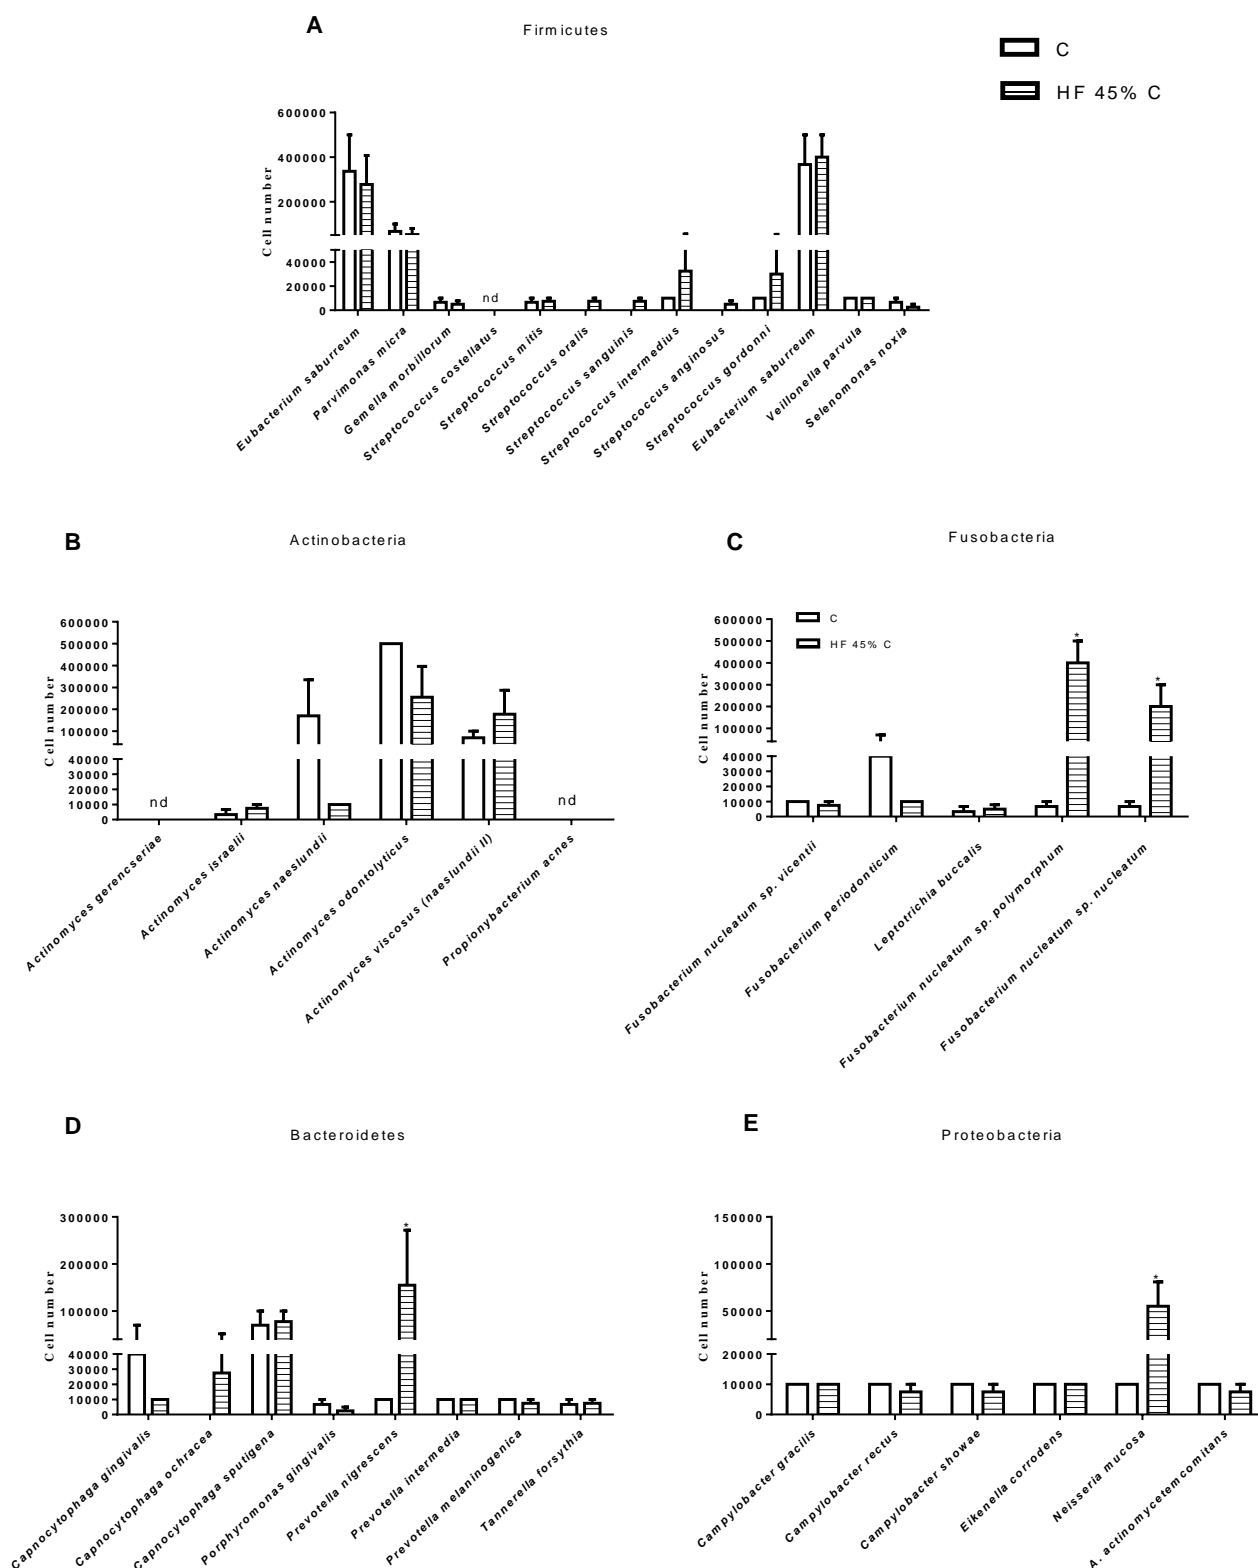 A
Firmicutes
C
HF 45% C
Cell number
600000
400000
200000
40000
20000
0
nd
Eubacterium saburreum
Parvimonas micra
Gemella morbillorum
Streptococcus costellatus
Streptococcus mitis
Streptococcus oralis
Streptococcus sanguinis
Streptococcus intermedius
Streptococcus anginosus
Streptococcus gordonni
Eubacterium saburreum
Veillonella parvula
Selenomonas noxia
B
Actinobacteria
Cell number
600000
500000
400000
300000
200000
100000
40000
30000
20000
10000
0
nd
nd
Actinomyces gerencseriae
Actinomyces israelii
Actinomyces naeslundii
Actinomyces odontolyticus
Actinomyces viscosus (naeslundii II)
Propionybacterium acnes
C
Fusobacteria
C
HF 45% C
Cell number
600000
500000
400000
300000
200000
100000
40000
30000
20000
10000
0
*
*
Fusobacterium nucleatum sp. vicentii
Fusobacterium periodonticum
Leptotrichia buccalis
Fusobacterium nucleatum sp. polymorphum
Fusobacterium nucleatum sp. nucleatum
D
Bacteroidetes
Cell number
300000
200000
100000
40000
30000
20000
10000
0
*
Capnocytophaga gingivalis
Capnocytophaga ochracea
Capnocytophaga sputigena
Porphyromonas gingivalis
Prevotella nigrescens
Prevotella intermedia
Prevotella melaninogenica
Tannerella forsythia
E
Proteobacteria
Cell number
150000
100000
50000
20000
10000
0
*
Campylobacter gracilis
Campylobacter rectus
Campylobacter showae
Eikenella corrodens
Neisseria mucosa
A. actinomycetemcomitans